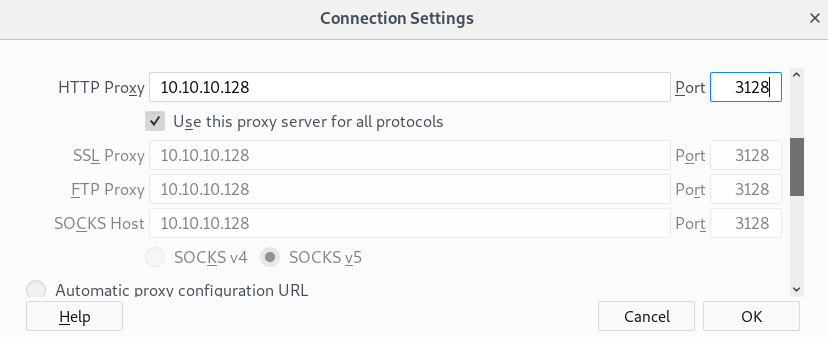 Connection Settings
HTTP Proxy 10.10.10.128 Port 3128
Use this proxy server for all protocols
SSL Proxy 10.10.10.128 Port 3128
FTP Proxy 10.10.10.128 Port 3128
SOCKS Host 10.10.10.128 Port 3128
SOCKS v4 SOCKS v5
Automatic proxy configuration URL
Help Cancel OK